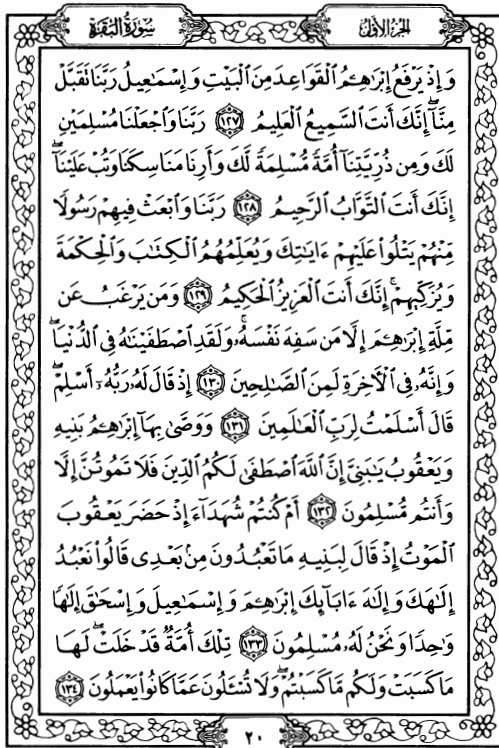 سُورَةُ البَقَرَة
الجُزءُ الأوّل
وَإِذْ يَرْفَعُ إِبْرَٰهِـۧمُ ٱلْقَوَاعِدَ مِنَ ٱلْبَيْتِ وَإِسْمَٰعِيلُ رَبَّنَا تَقَبَّلْ
مِنَّآ إِنَّكَ أَنتَ ٱلسَّمِيعُ ٱلْعَلِيمُ ١٢٧ رَبَّنَا وَٱجْعَلْنَا مُسْلِمَيْنِ
لَكَ وَمِن ذُرِّيَّتِنَآ أُمَّةً مُّسْلِمَةً لَّكَ وَأَرِنَا مَنَاسِكَنَا وَتُبْ عَلَيْنَآ
إِنَّكَ أَنتَ ٱلتَّوَّابُ ٱلرَّحِيمُ ١٢٨ رَبَّنَا وَٱبْعَثْ فِيهِمْ رَسُولًا
مِّنْهُمْ يَتْلُوا۟ عَلَيْهِمْ ءَايَٰتِكَ وَيُعَلِّمُهُمُ ٱلْكِتَٰبَ وَٱلْحِكْمَةَ
وَيُزَكِّيهِمْ ۚ إِنَّكَ أَنتَ ٱلْعَزِيزُ ٱلْحَكِيمُ ١٢٩ وَمَن يَرْغَبُ عَن
مِّلَّةِ إِبْرَٰهِـۧمَ إِلَّا مَن سَفِهَ نَفْسَهُۥ ۚ وَلَقَدِ ٱصْطَفَيْنَٰهُ فِى ٱلدُّنْيَا ۖ
وَإِنَّهُۥ فِى ٱلْـَٔاخِرَةِ لَمِنَ ٱلصَّٰلِحِينَ ١٣٠ إِذْ قَالَ لَهُۥ رَبُّهُۥٓ أَسْلِمْ ۖ
قَالَ أَسْلَمْتُ لِرَبِّ ٱلْعَٰلَمِينَ ١٣١ وَوَصَّىٰ بِهَآ إِبْرَٰهِـۧمُ بَنِيهِ
وَيَعْقُوبُ يَٰبَنِىَّ إِنَّ ٱللَّهَ ٱصْطَفَىٰ لَكُمُ ٱلدِّينَ فَلَا تَمُوتُنَّ إِلَّا
وَأَنتُم مُّسْلِمُونَ ١٣٢ أَمْ كُنتُمْ شُهَدَآءَ إِذْ حَضَرَ يَعْقُوبَ
ٱلْمَوْتُ إِذْ قَالَ لِبَنِيهِ مَا تَعْبُدُونَ مِنۢ بَعْدِى قَالُوا۟ نَعْبُدُ
إِلَٰهَكَ وَإِلَٰهَ ءَابَآئِكَ إِبْرَٰهِـۧمَ وَإِسْمَٰعِيلَ وَإِسْحَٰقَ إِلَٰهًا
وَٰحِدًا وَنَحْنُ لَهُۥ مُسْلِمُونَ ١٣٣ تِلْكَ أُمَّةٌ قَدْ خَلَتْ ۖ لَهَا
مَا كَسَبَتْ وَلَكُم مَّا كَسَبْتُمْ ۖ وَلَا تُسْـَٔلُونَ عَمَّا كَانُوا۟ يَعْمَلُونَ ١٣٤
٢٠